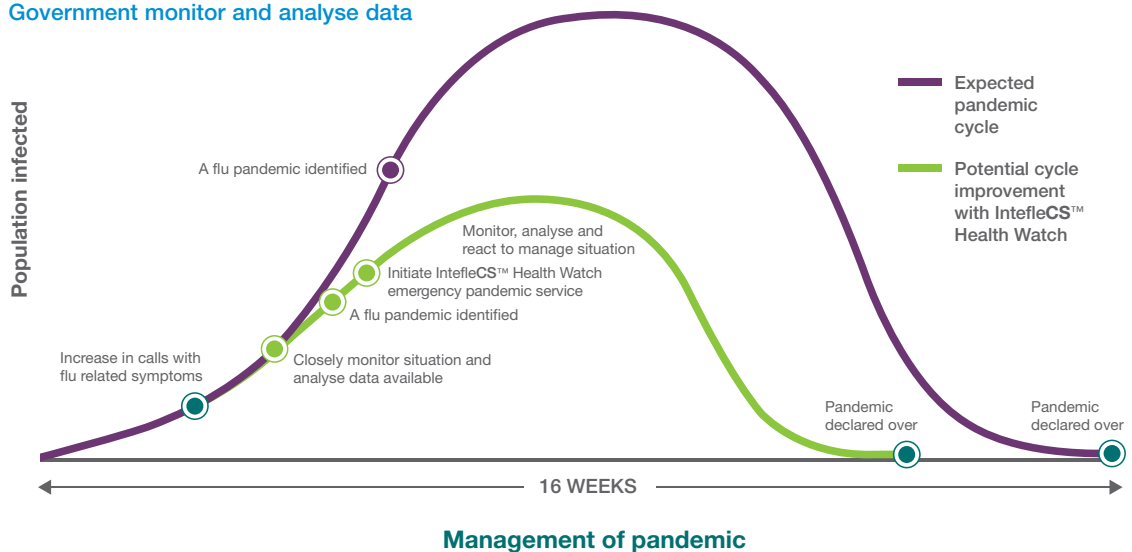 Government monitor and analyse data
Population infected
Expected
pandemic
cycle
Potential cycle
improvement
with IntefleCS™
Health Watch
A flu pandemic identified
Monitor, analyse and
react to manage situation
Initiate IntefleCS™ Health Watch
emergency pandemic service
A flu pandemic identified
Closely monitor situation and
analyse data available
Increase in calls with
flu related symptoms
Pandemic
declared over
Pandemic
declared over
16 WEEKS
Management of pandemic